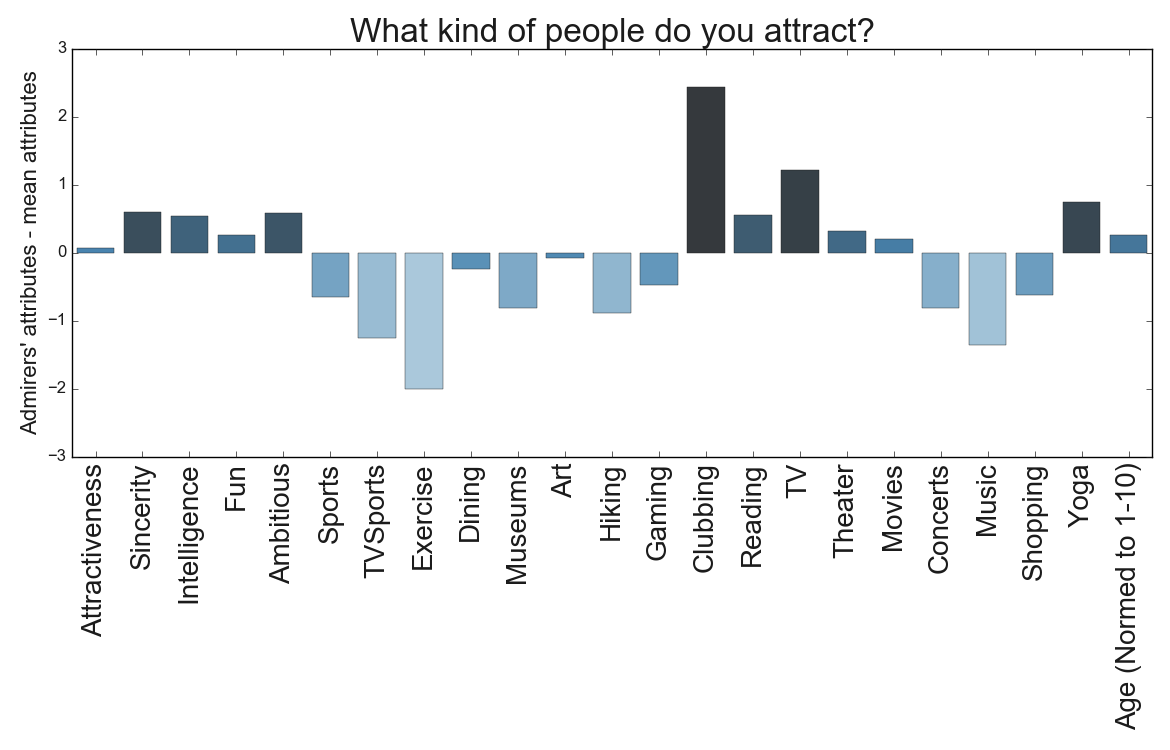 What kind of people do you attract?
Admirers' attributes - mean attributes
3
2
1
0
−1
−2
−3
Attractiveness
Sincerity
Intelligence
Fun
Ambitious
Sports
TVSports
Exercise
Dining
Museums
Art
Hiking
Gaming
Clubbing
Reading
TV
Theater
Movies
Concerts
Music
Shopping
Yoga
Age (Normed to 1-10)